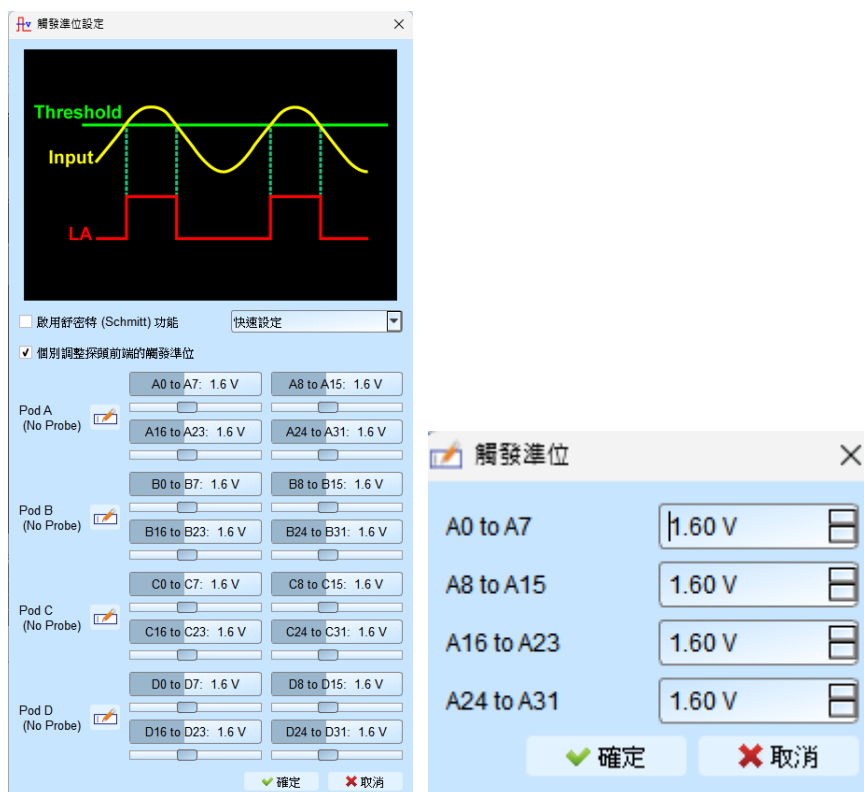 觸發準位設定
Threshold
Input
LA
啟用舒密特 (Schmitt) 功能
快速設定
個別調整探頭前端的觸發準位
Pod A
(No Probe)
A0 to A7: 1.6 V
A8 to A15: 1.6 V
A16 to A23: 1.6 V
A24 to A31: 1.6 V
Pod B
(No Probe)
B0 to B7: 1.6 V
B8 to B15: 1.6 V
B16 to B23: 1.6 V
B24 to B31: 1.6 V
Pod C
(No Probe)
C0 to C7: 1.6 V
C8 to C15: 1.6 V
C16 to C23: 1.6 V
C24 to C31: 1.6 V
Pod D
(No Probe)
D0 to D7: 1.6 V
D8 to D15: 1.6 V
D16 to D23: 1.6 V
D24 to D31: 1.6 V
確定
取消
觸發準位
A0 to A7
1.60 V
A8 to A15
1.60 V
A16 to A23
1.60 V
A24 to A31
1.60 V
確定
取消